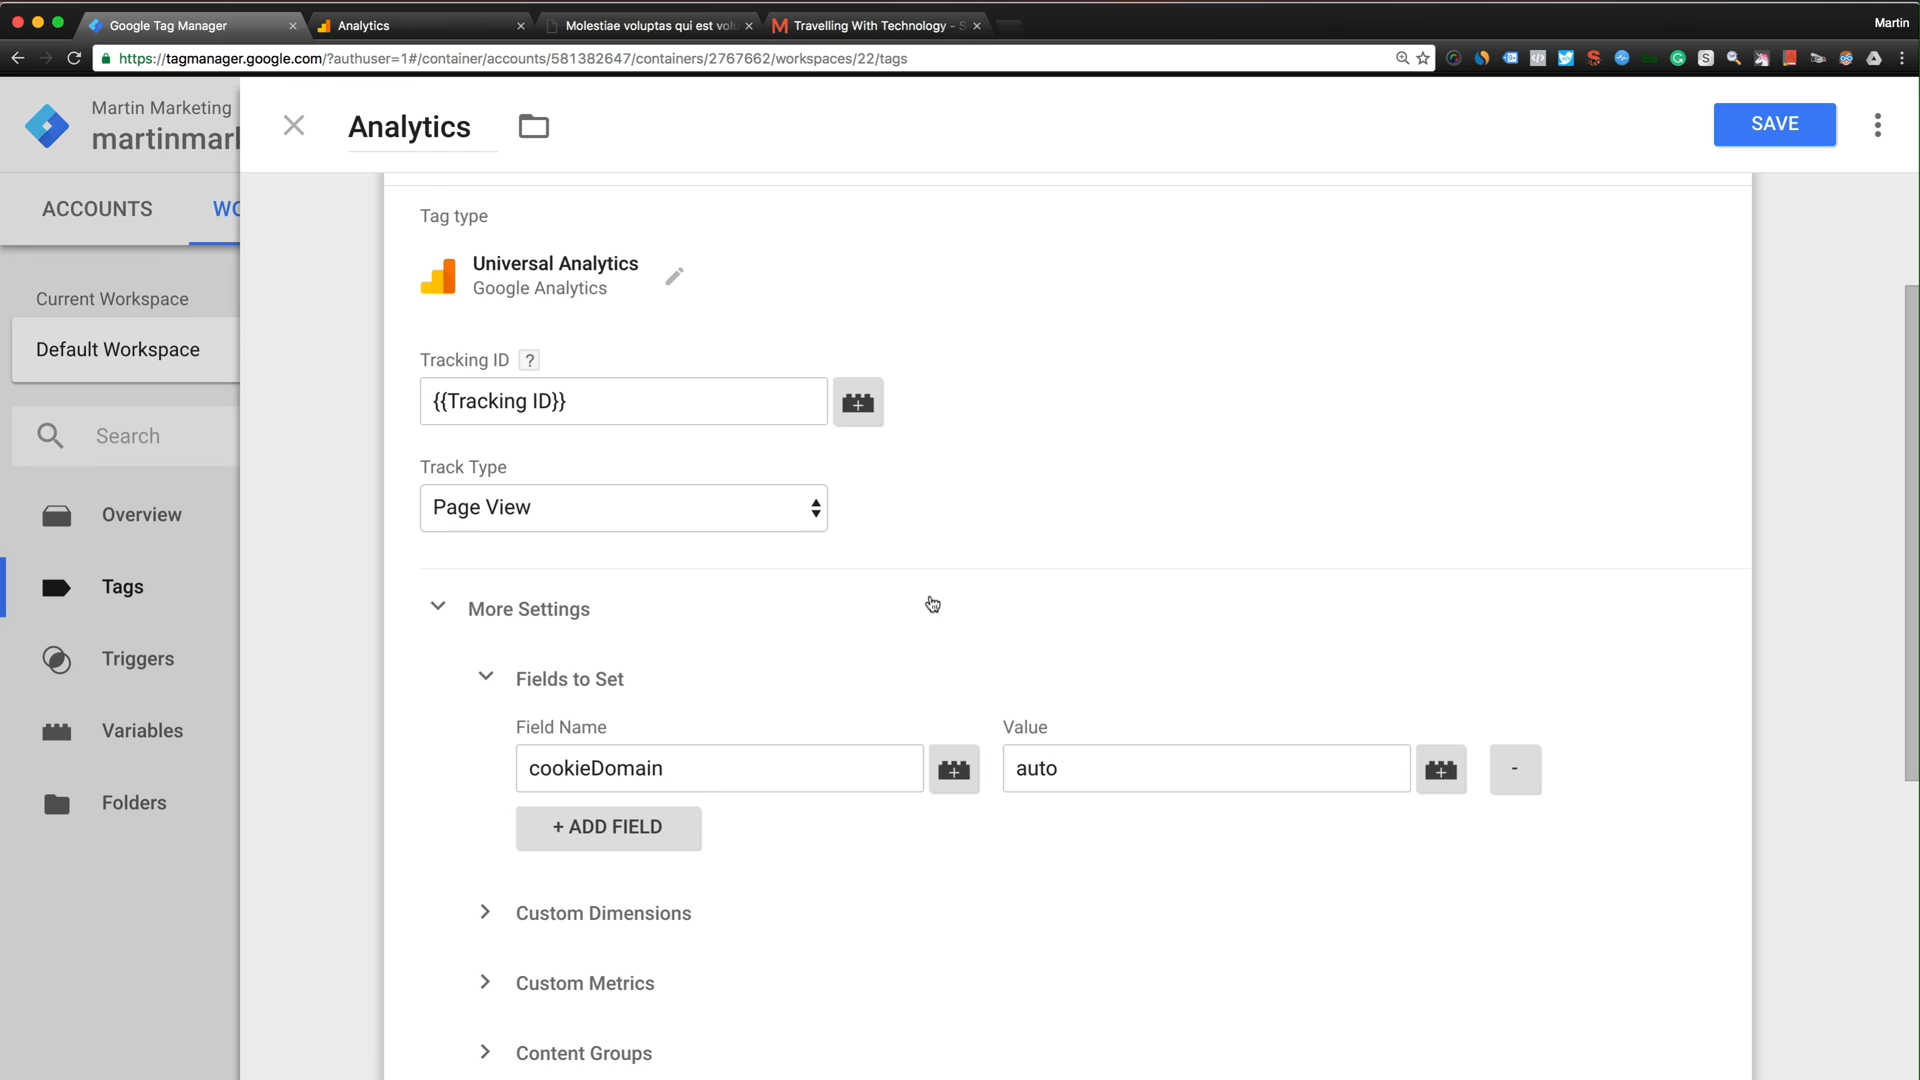 Google Tag Manager
Analytics
Molestiae voluptas qui est
Travelling With Technology - S
Martin
https://tagmanager.google.com/?authuser=1#/container/accounts/581382647/containers/2767662/workspaces/22/tags
Martin Marketing
martinmark
Analytics
SAVE
ACCOUNTS
WO
Tag type
Universal Analytics
Google Analytics
Current Workspace
Default Workspace
Tracking ID ?
{{Tracking ID}}
Search
Track Type
Page View
Overview
Tags
More Settings
Triggers
Fields to Set
Variables
Field Name
Value
cookieDomain
auto
-
Folders
+ ADD FIELD
Custom Dimensions
Custom Metrics
Content Groups